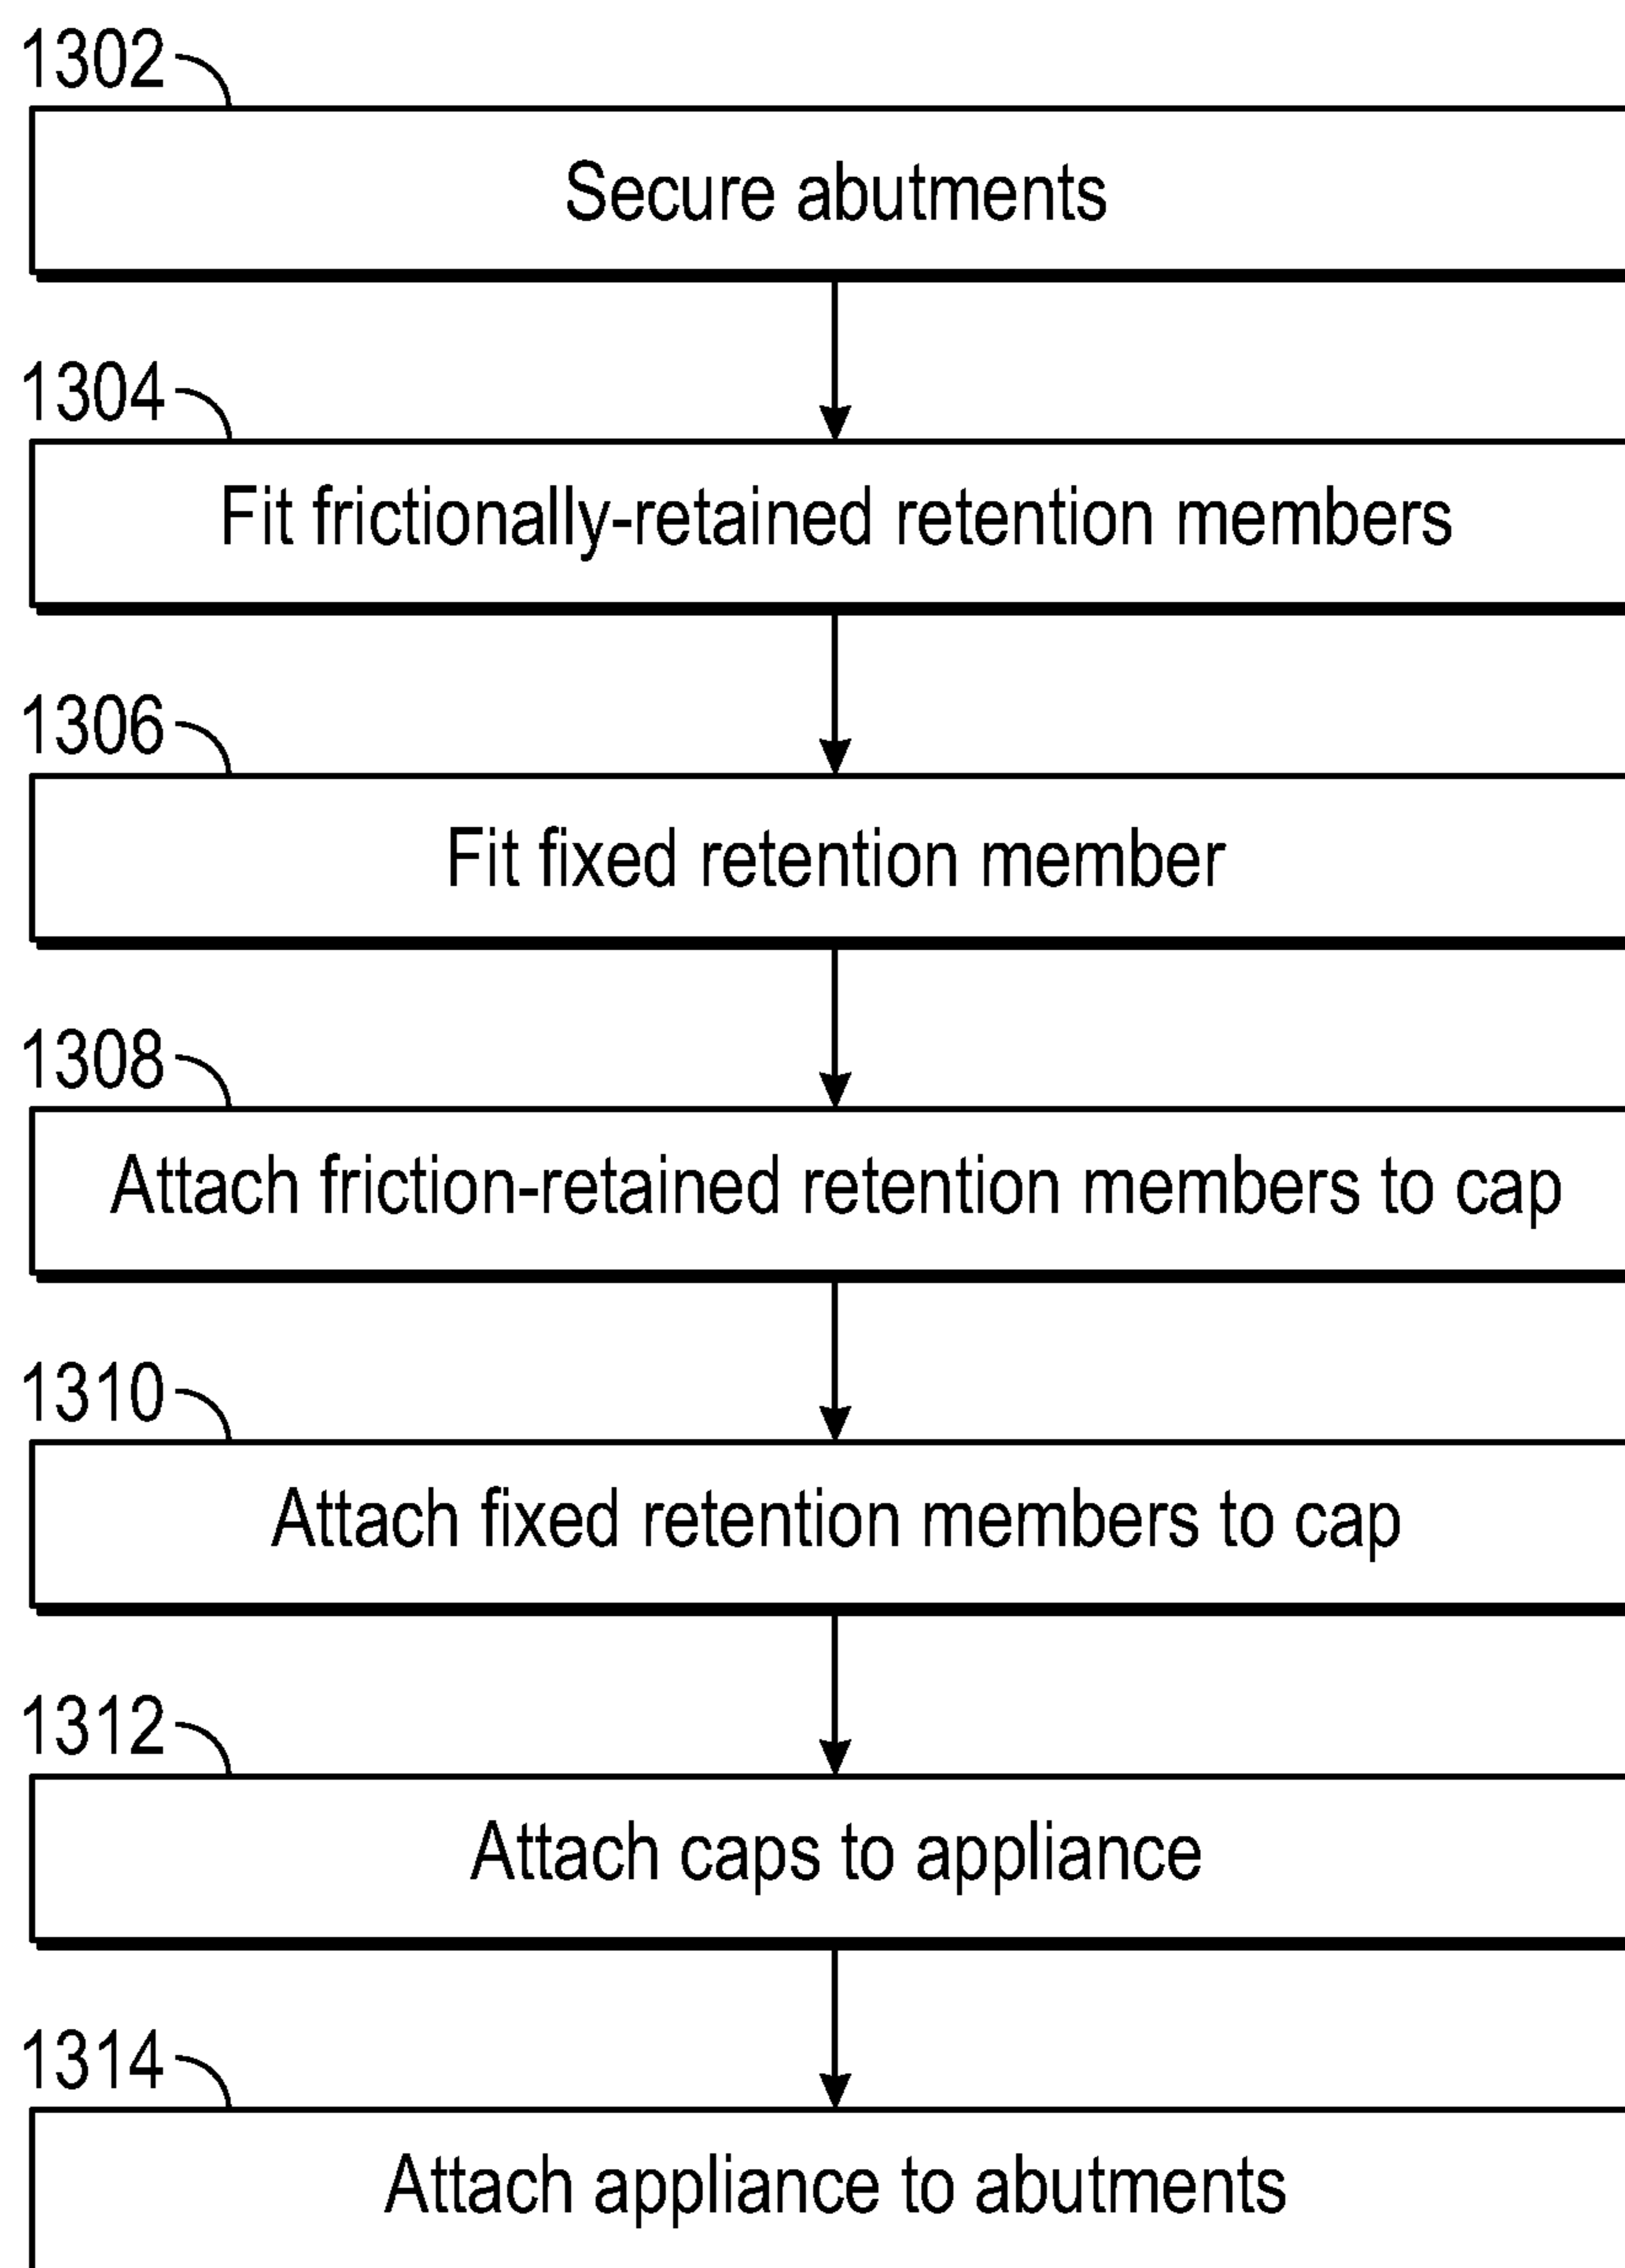 1302
Secure abutments
1304
Fit frictionally-retained retention members
1306
Fit fixed retention member
1308
Attach friction-retained retention members to cap
1310
Attach fixed retention members to cap
1312
Attach caps to appliance
1314
Attach appliance to abutments